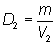 D₂ = m/V₂